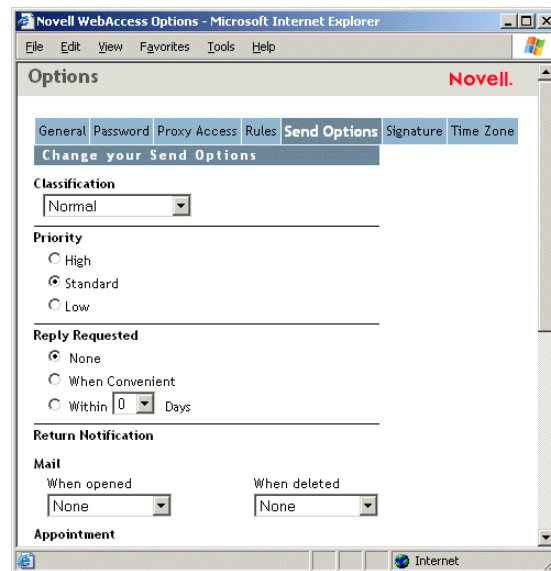 Novell WebAccess Options - Microsoft Internet Explorer
File Edit View Favorites Tools Help
Options Novell.
General Password Proxy Access Rules Send Options Signature Time Zone
Change your Send Options
Classification
Normal
Priority
High
Standard
Low
Reply Requested
None
When Convenient
Within 0 Days
Return Notification
Mail
When opened When deleted
None None
Appointment
Internet